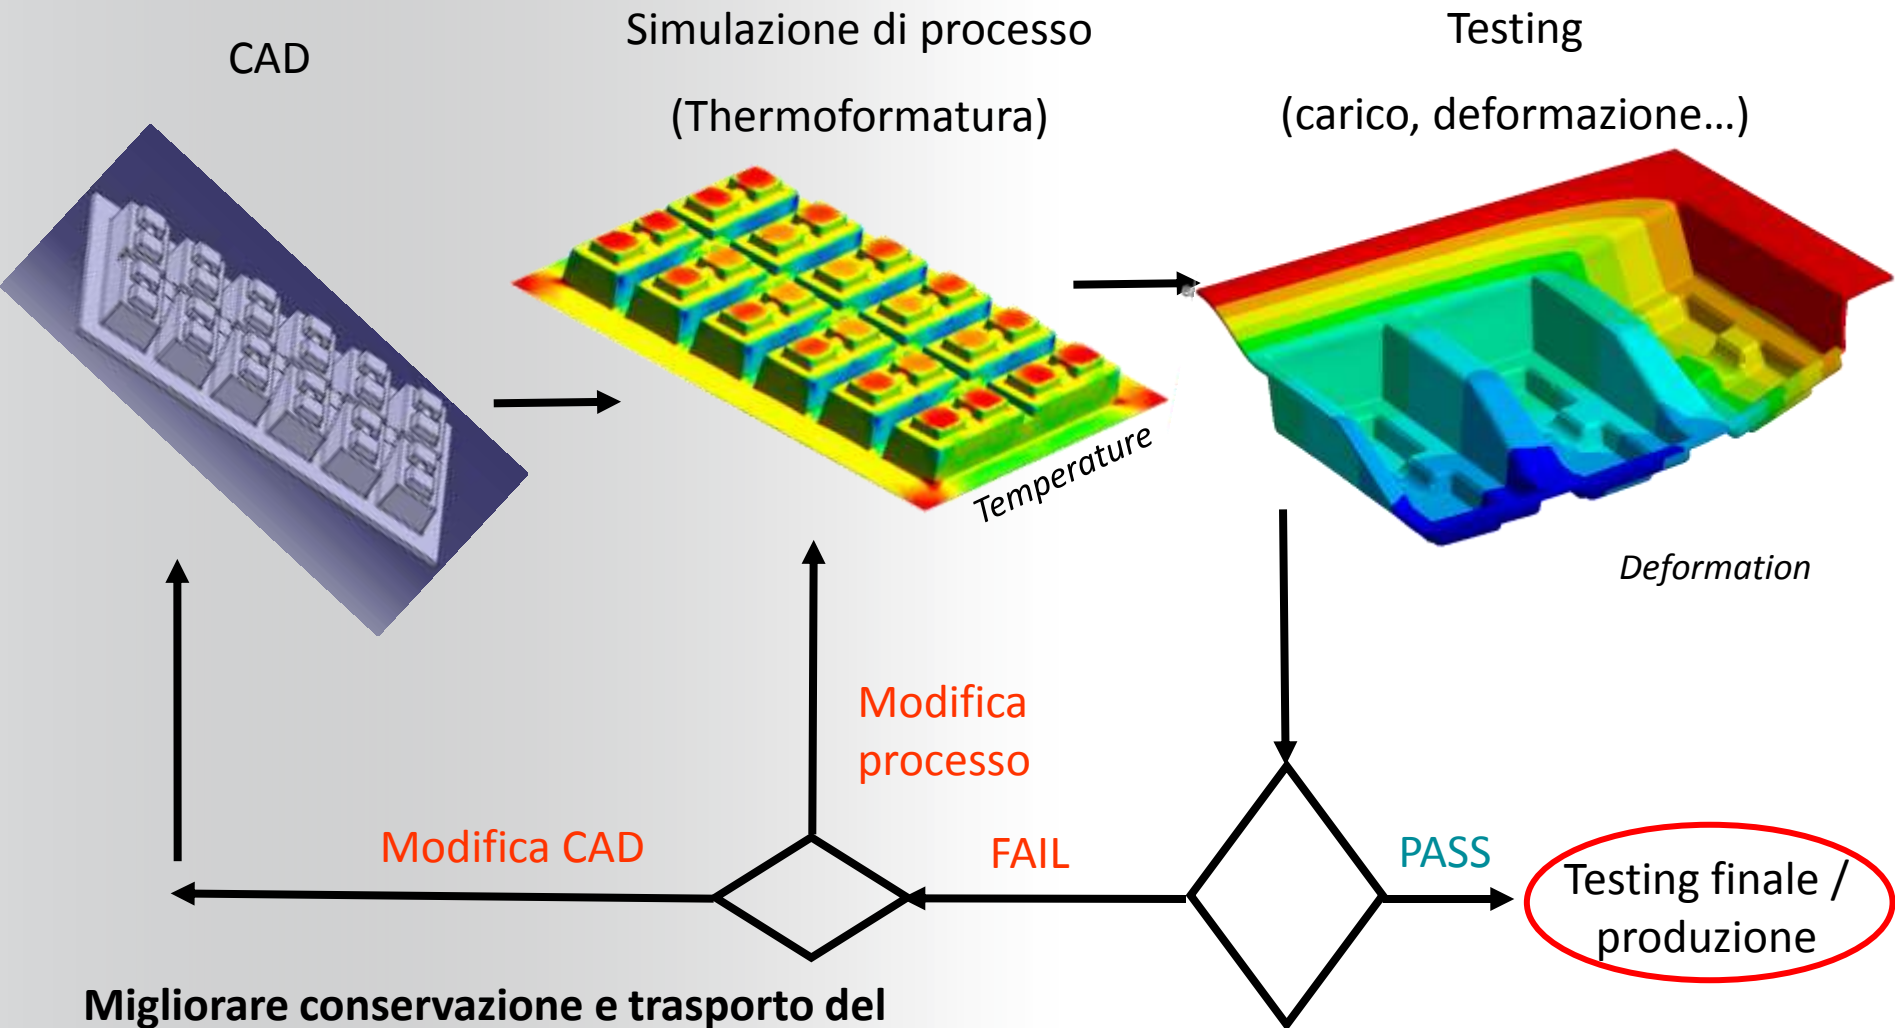 CAD
Simulazione di processo
(Thermoformatura)
Testing
(carico, deformazione...)
Temperature
Deformation
Modifica
processo
Modifica CAD
FAIL
PASS
Testing finale /
produzione
Migliorare conservazione e trasporto del